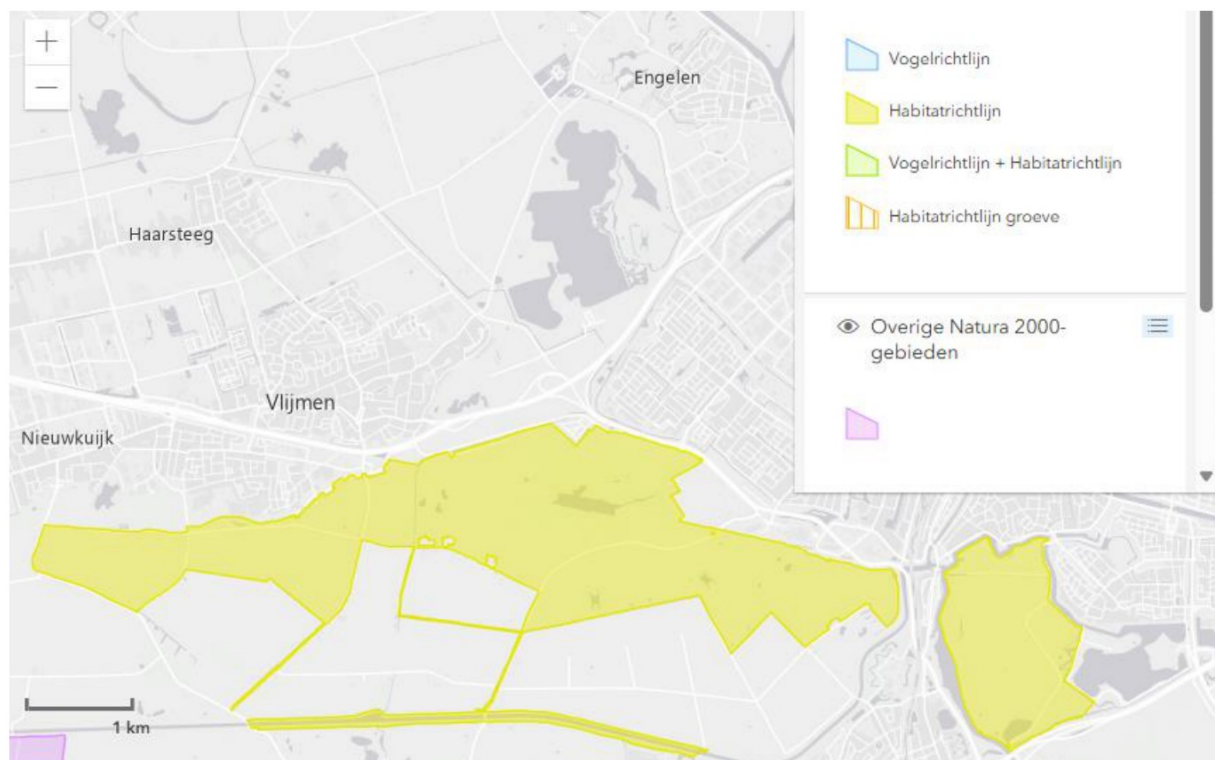 +
−
Engelen
Haarsteeg
Vlijmen
Nieuwkuijk
1 km
Vogelrichtlijn
Habitatrichtlijn
Vogelrichtlijn + Habitatrichtlijn
Habitatrichtlijn groeve
Overige Natura 2000-
gebieden